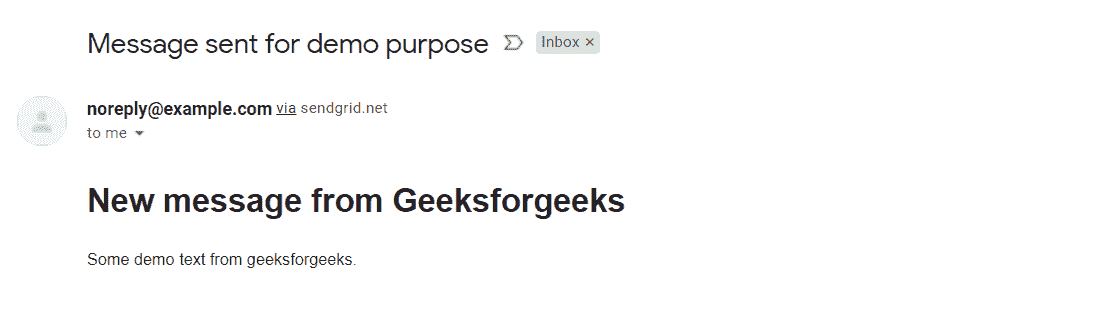 Message sent for demo purpose Inbox ×
noreply@example.com via sendgrid.net
to me
New message from Geeksforgeeks
Some demo text from geeksforgeeks.